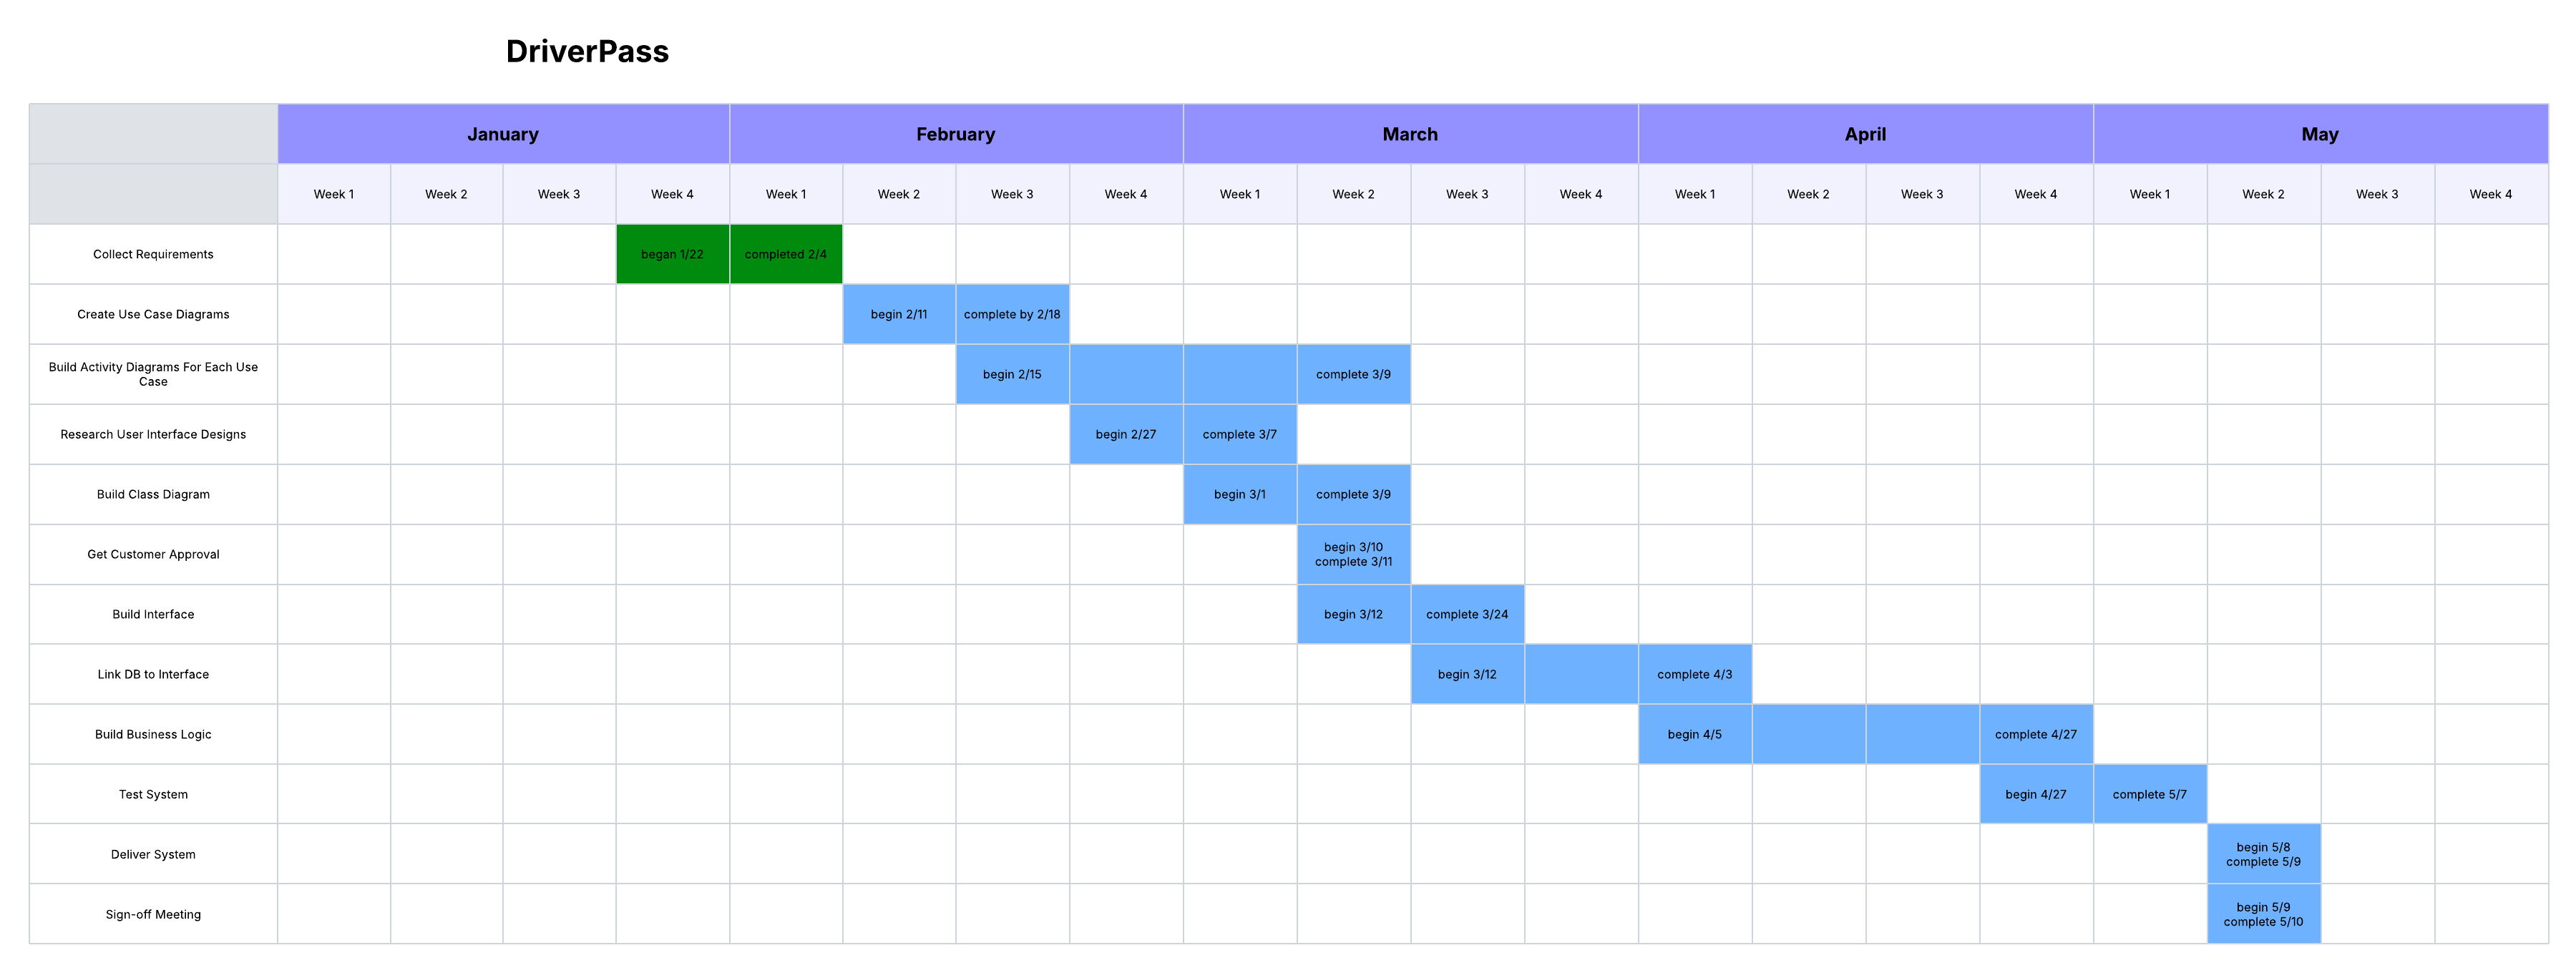 DriverPass
January February March April May
Week 1 Week 2 Week 3 Week 4 Week 1 Week 2 Week 3 Week 4 Week 1 Week 2 Week 3 Week 4 Week 1 Week 2 Week 3 Week 4 Week 1 Week 2 Week 3 Week 4
Collect Requirements began 1/22 completed 2/4
Create Use Case Diagrams begin 2/11 complete by 2/18
Build Activity Diagrams For Each Use
Case
begin 2/15 complete 3/9
Research User Interface Designs begin 2/27 complete 3/7
Build Class Diagram begin 3/1 complete 3/9
Get Customer Approval
begin 3/10
complete 3/11
Build Interface begin 3/12 complete 3/24
Link DB to Interface begin 3/12 complete 4/3
Build Business Logic begin 4/5 complete 4/27
Test System begin 4/27 complete 5/7
Deliver System
begin 5/8
complete 5/9
Sign-off Meeting
begin 5/9
complete 5/10